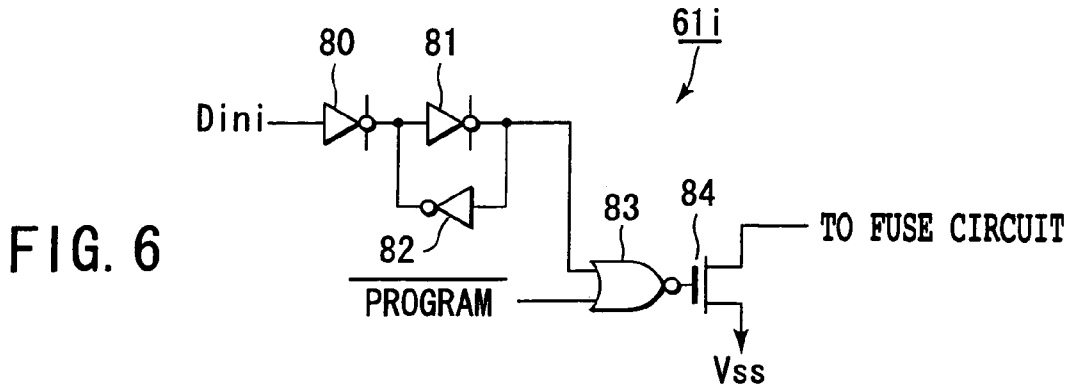 61i
80
81
Dini
82
83
84
TO FUSE CIRCUIT
FIG. 6
PROGRAM
Vss